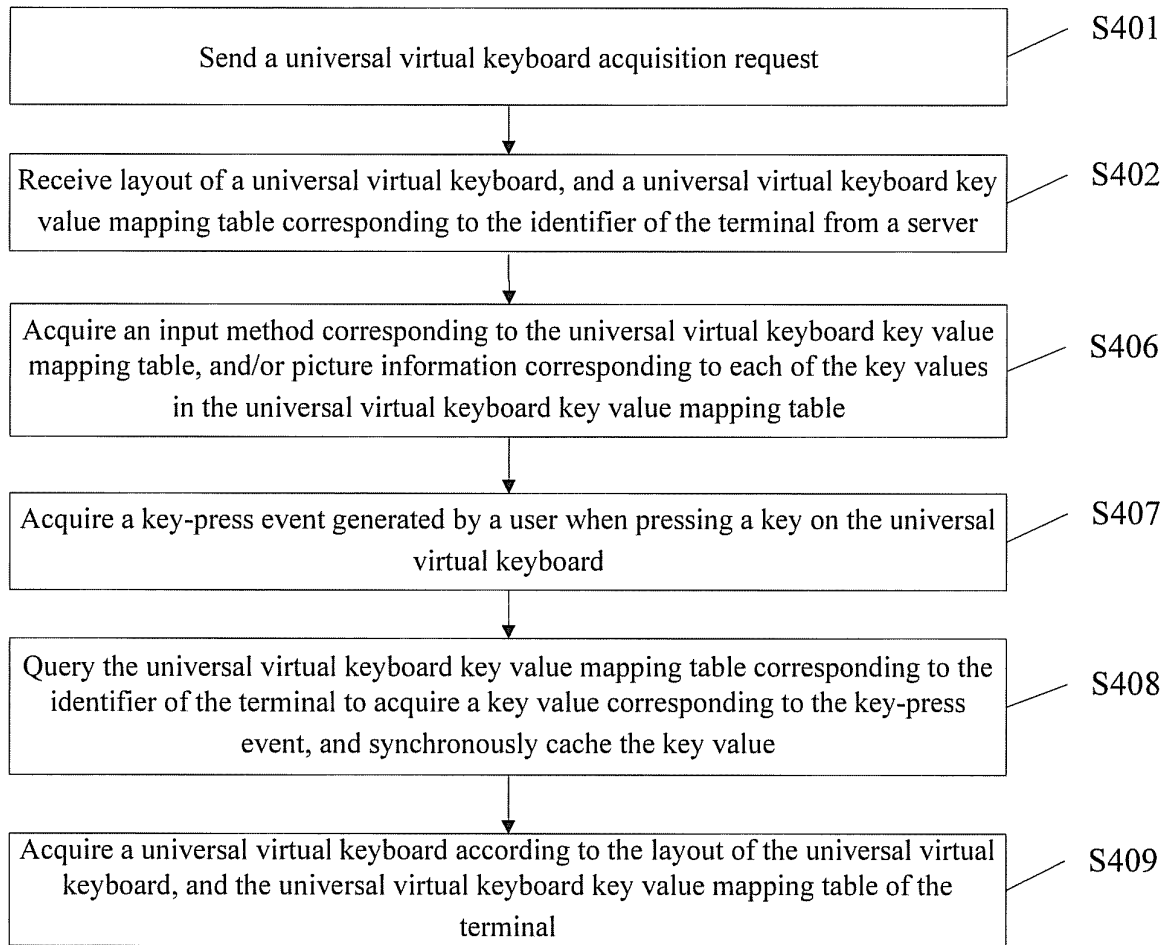 Send a universal virtual keyboard acquisition request
S401
Receive layout of a universal virtual keyboard, and a universal virtual keyboard key
value mapping table corresponding to the identifier of the terminal from a server
S402
Acquire an input method corresponding to the universal virtual keyboard key value
mapping table, and/or picture information corresponding to each of the key values
in the universal virtual keyboard key value mapping table
S406
Acquire a key-press event generated by a user when pressing a key on the universal
virtual keyboard
S407
Query the universal virtual keyboard key value mapping table corresponding to the
identifier of the terminal to acquire a key value corresponding to the key-press
event, and synchronously cache the key value
S408
Acquire a universal virtual keyboard according to the layout of the universal virtual
keyboard, and the universal virtual keyboard key value mapping table of the
terminal
S409